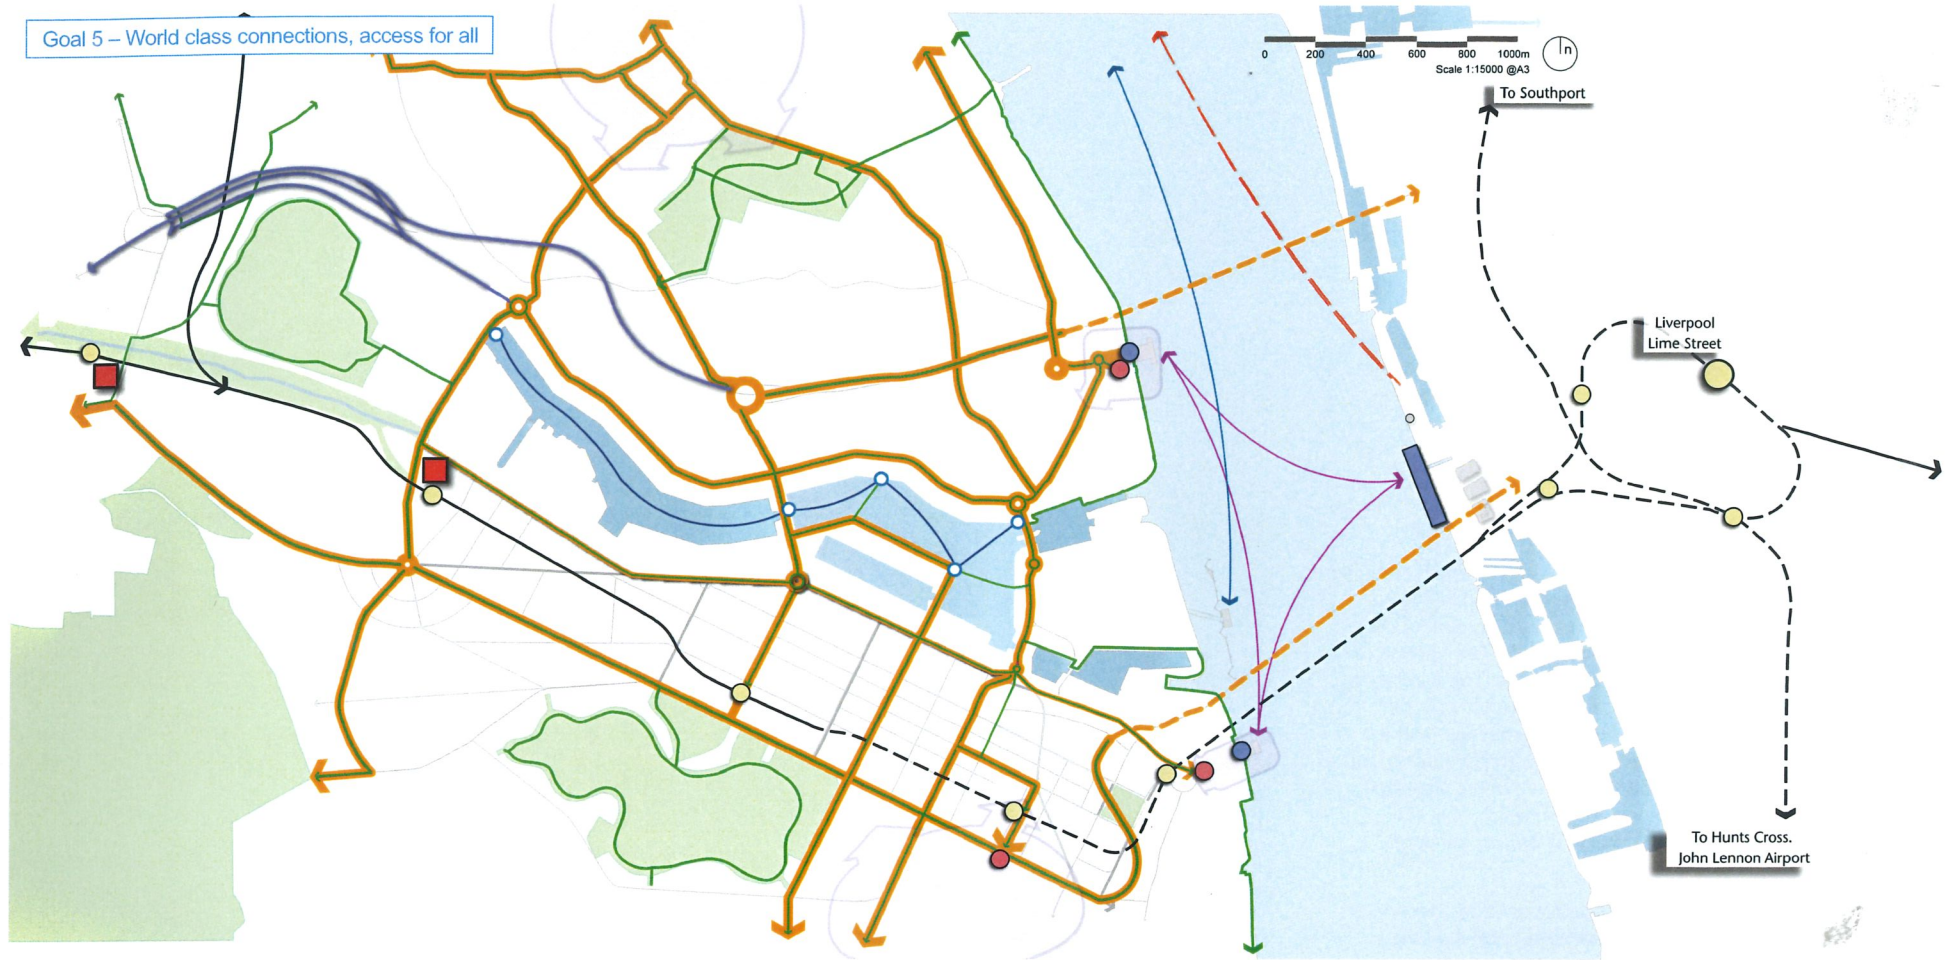 Goal 5 – World class connections, access for all
0 200 400 600 800 1000m
Scale 1:15000 @A3
n
To Southport
Liverpool
Lime Street
To Hunts Cross.
John Lennon Airport